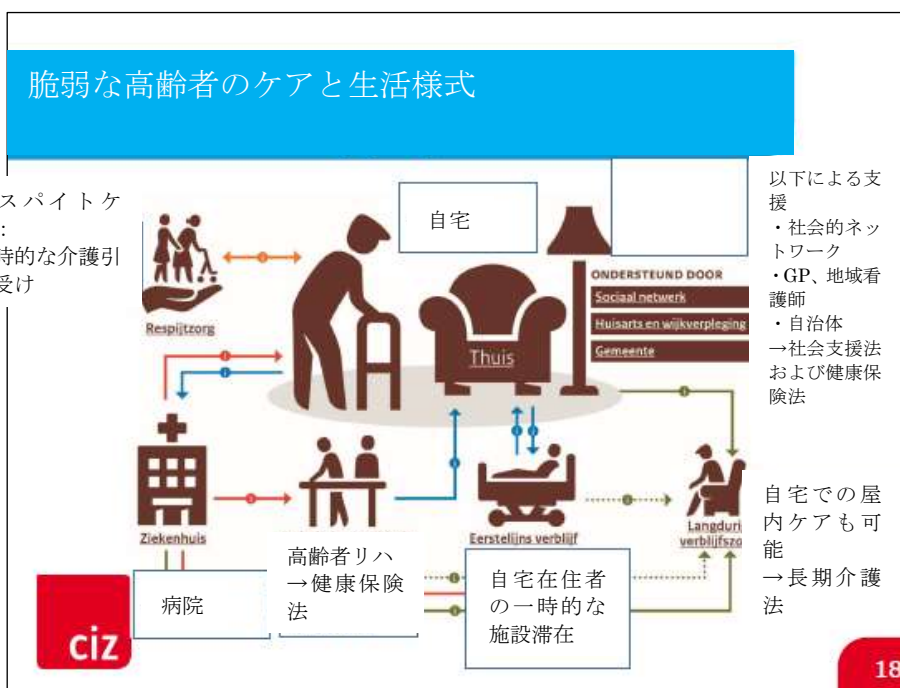 脆弱な高齢者のケアと生活様式
スパイトケ
:
時的な介護引
受け
自宅
以下による支
援
・社会的ネッ
トワーク
・GP、地域看
護師
・自治体
→社会支援法
および健康保
険法
ONDERSTEUND DOOR
Sociaal netwerk
Huisarts en wijkverpleging
Gemeente
Respijtzorg
Thuis
Ziekenhuis
Eerstelijns verblijf
Langduri
verblijfszo
自宅での屋
内ケアも可
能
→長期介護
法
高齢者リハ
→健康保険
法
病院
自宅在住者
の一時的な
施設滞在
ciz
18